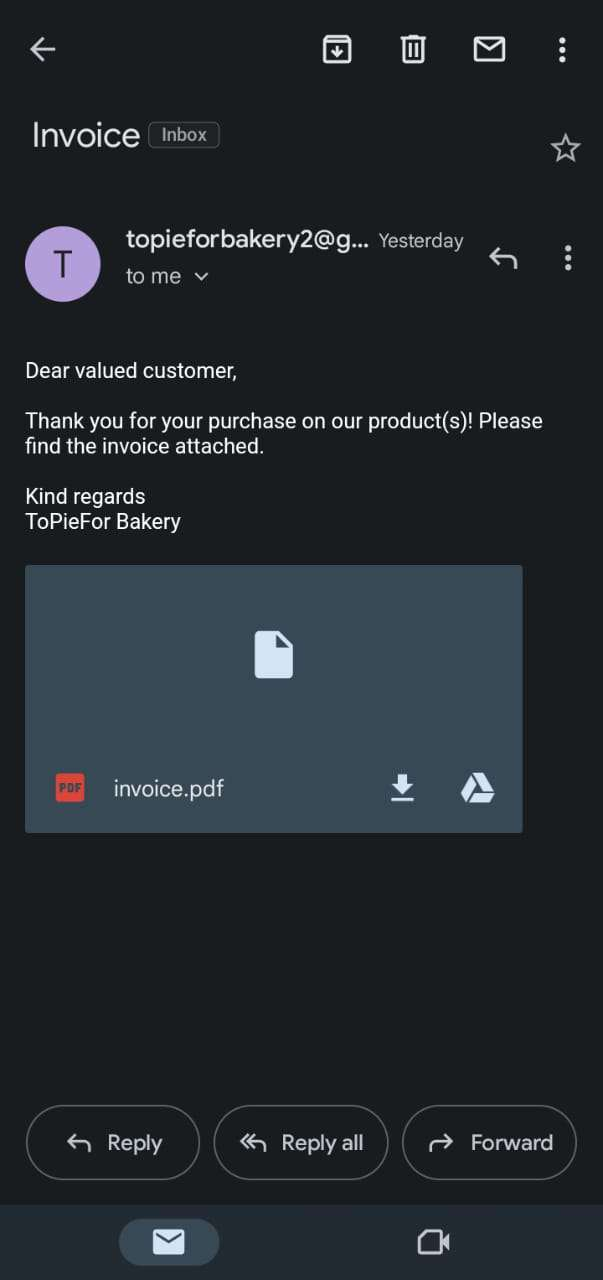 Invoice Inbox
T
topieforbakery2@g... Yesterday
to me
Dear valued customer,
Thank you for your purchase on our product(s)! Please
find the invoice attached.
Kind regards
ToPieFor Bakery
PDF invoice.pdf
Reply Reply all Forward